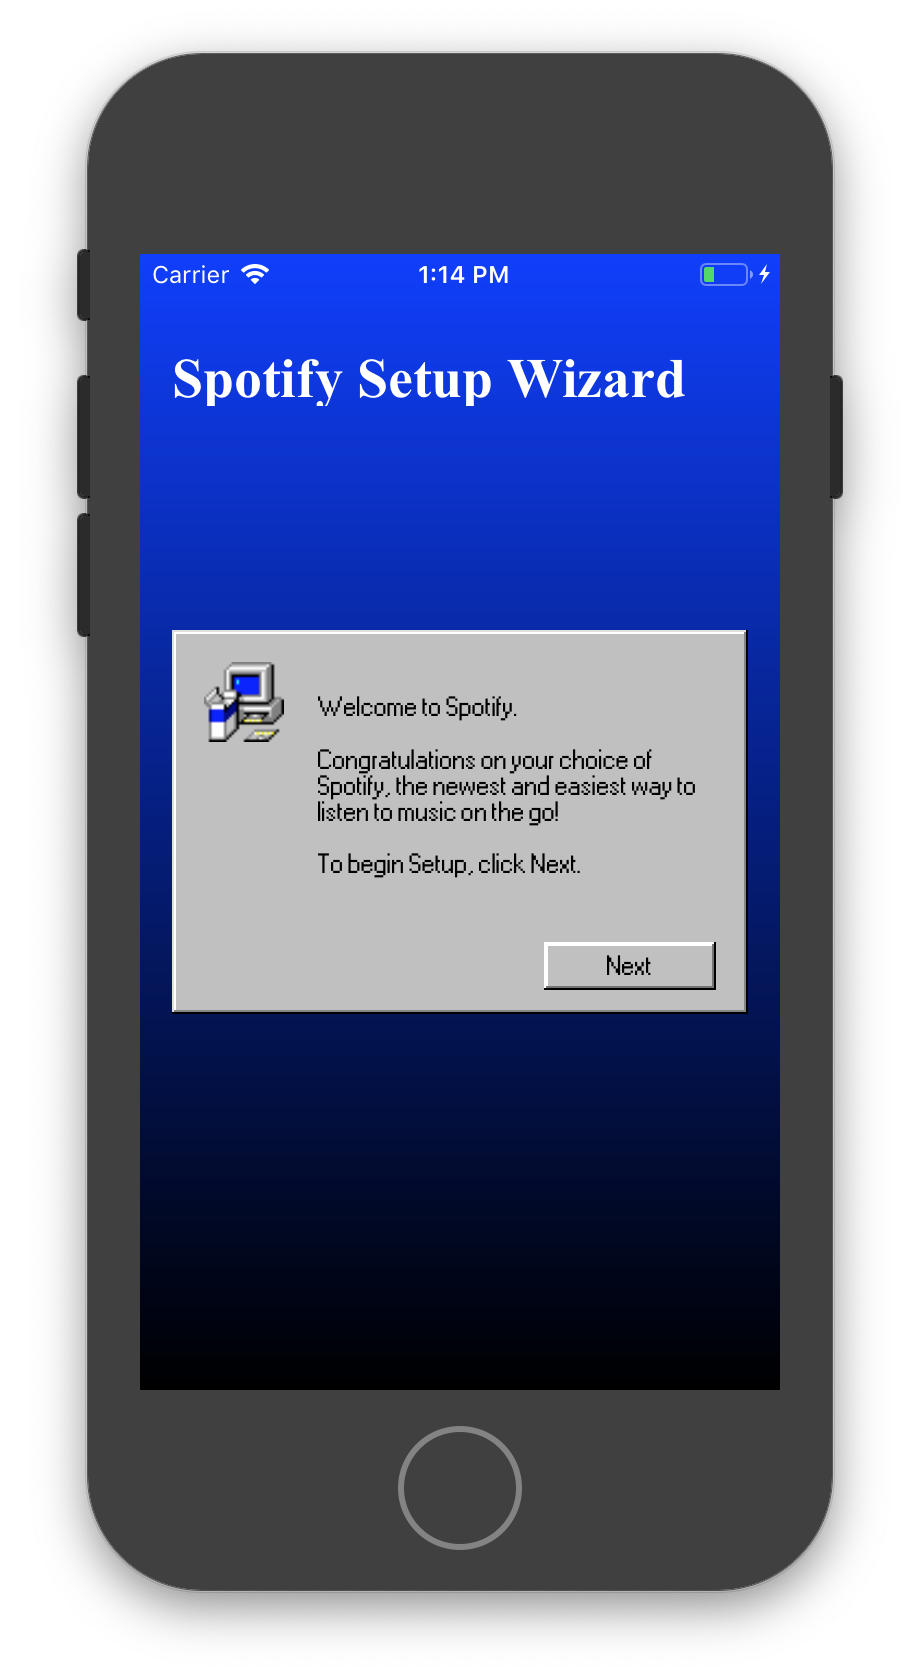 Carrier 1:14 PM
Spotify Setup Wizard
Welcome to Spotify.
Congratulations on your choice of
Spotify, the newest and easiest way to
listen to music on the go!
To begin Setup, click Next.
Next